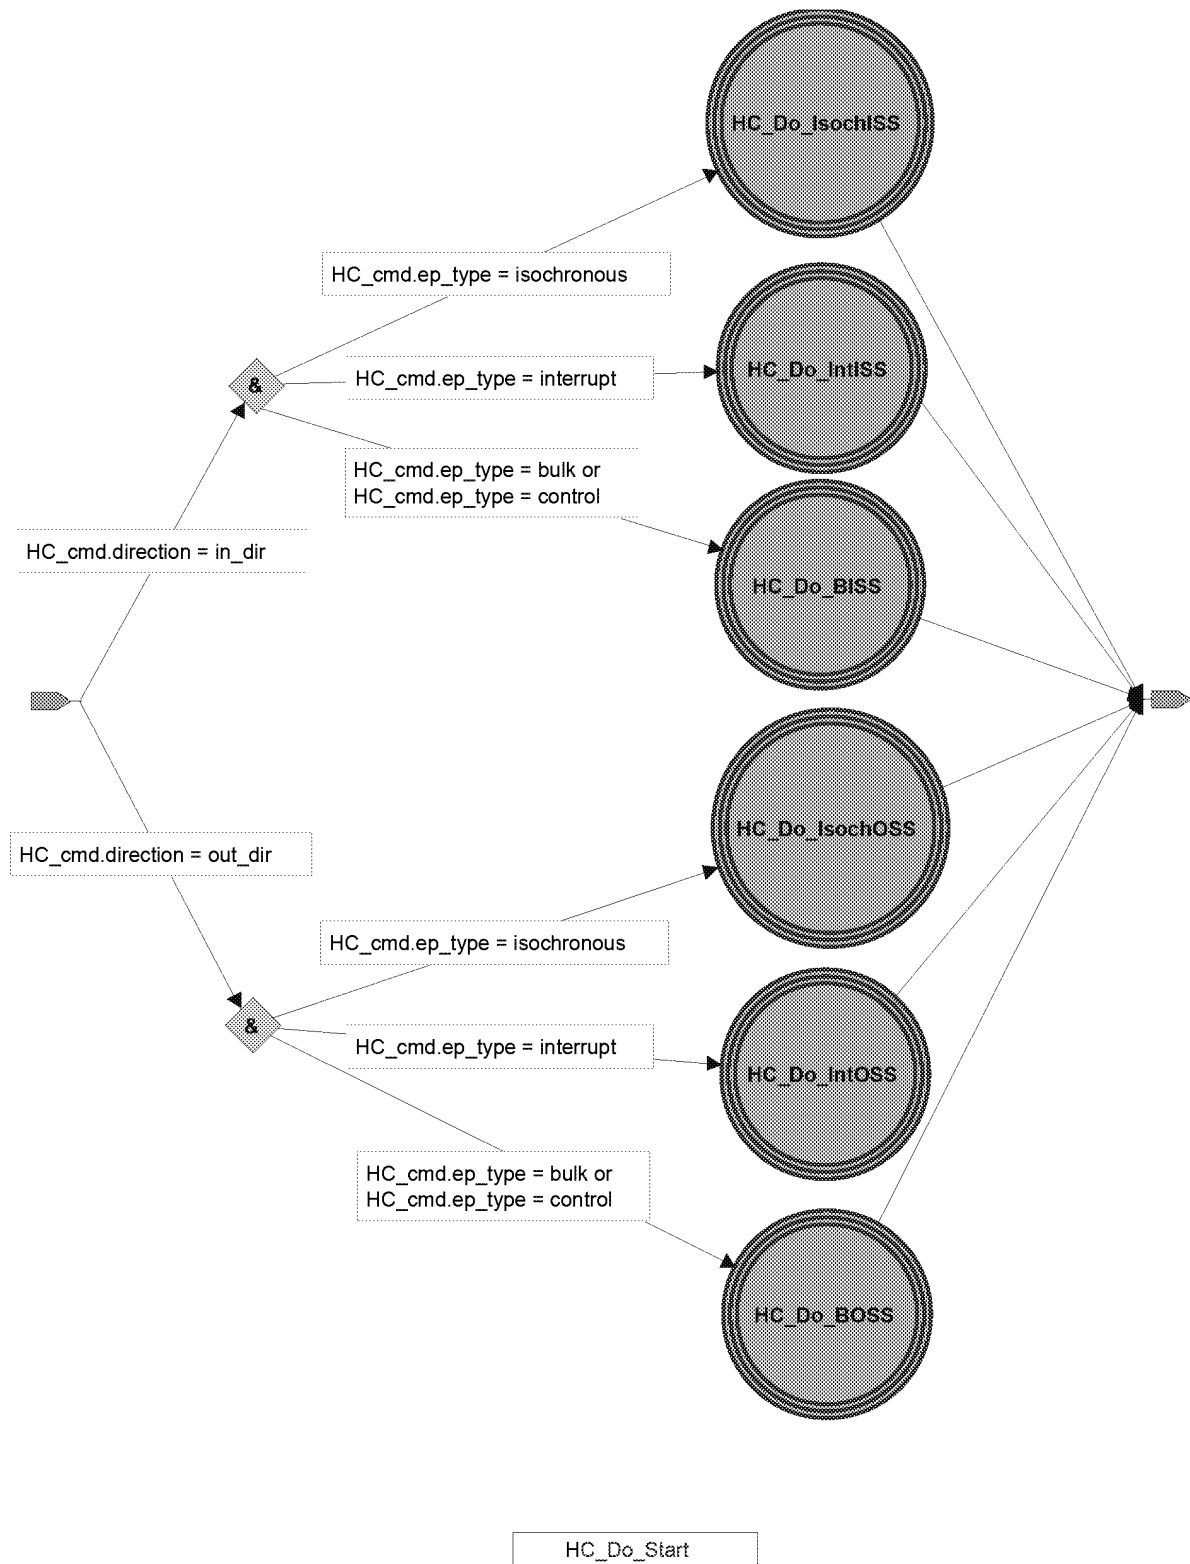 HC_Do_IsochISS
HC_cmd.ep_type = isochronous
HC_Do_IntISS
&
HC_cmd.ep_type = interrupt
HC_cmd.ep_type = bulk or
HC_cmd.ep_type = control
HC_cmd.direction = in_dir
HC_Do_BISS
HC_Do_IsochOSS
HC_cmd.direction = out_dir
HC_cmd.ep_type = isochronous
&
HC_cmd.ep_type = interrupt
HC_Do_IntOSS
HC_cmd.ep_type = bulk or
HC_cmd.ep_type = control
HC_Do_BOSS
HC_Do_Start